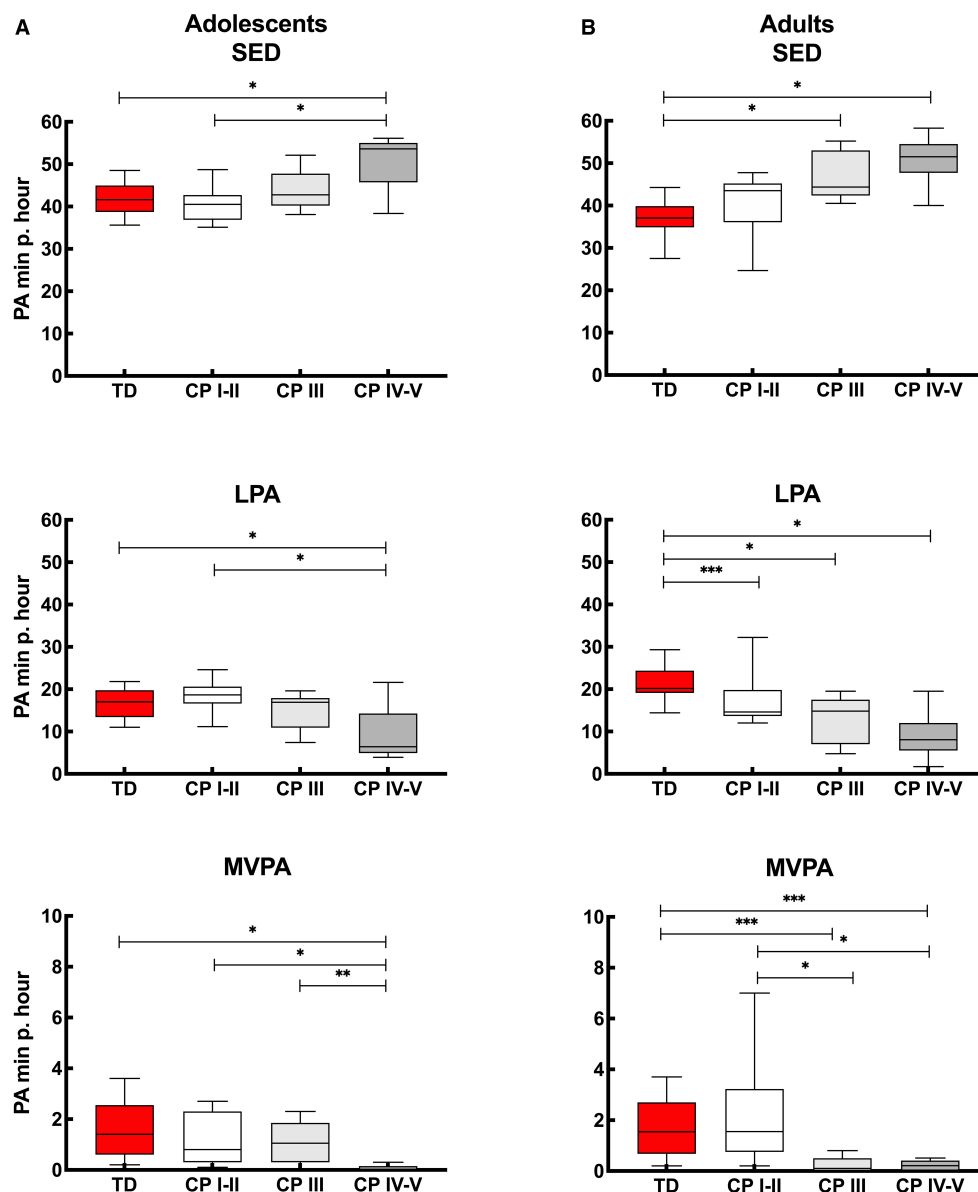 A
Adolescents
SED
*
*
PA min p. hour
60
50
40
30
20
10
0
TD CP I-II CP III CP IV-V
B
Adults
SED
*
*
60
50
40
30
20
10
0
TD CP I-II CP III CP IV-V
LPA
*
*
PA min p. hour
60
50
40
30
20
10
0
TD CP I-II CP III CP IV-V
LPA
*
*
***
60
50
40
30
20
10
0
TD CP I-II CP III CP IV-V
MVPA
*
*
**
PA min p. hour
10
8
6
4
2
0
TD CP I-II CP III CP IV-V
MVPA
***
***
*
*
10
8
6
4
2
0
TD CP I-II CP III CP IV-V